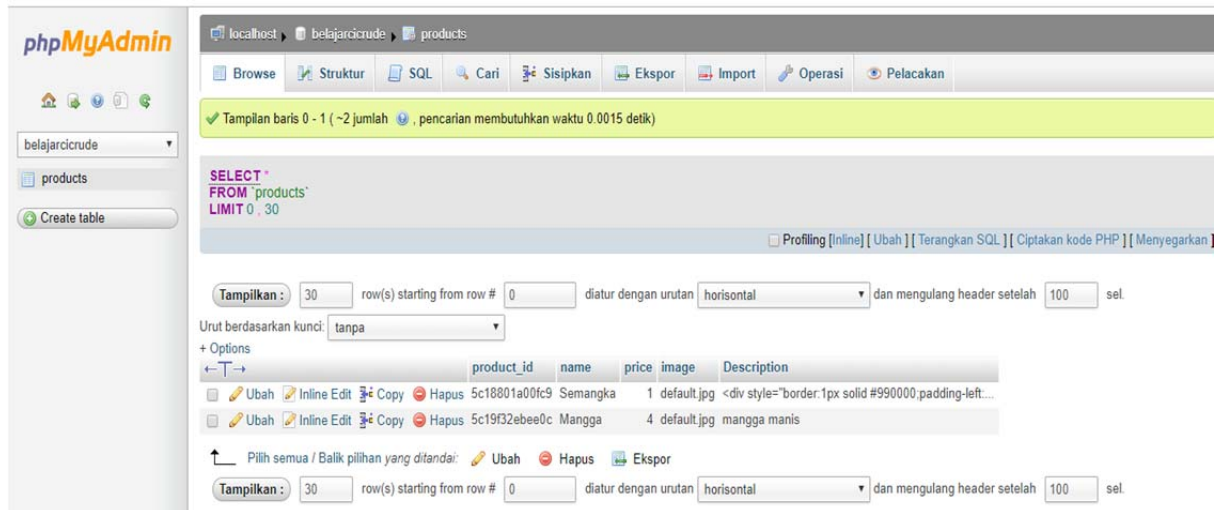 phpMyAdmin
localhost belajarcicrude products
Browse Struktur SQL Cari Sisipkan Ekspor Import Operasi Pelacakan
belajarcicrude
products
Create table
Tampilan baris 0 - 1 ( ~2 jumlah , pencarian membutuhkan waktu 0.0015 detik)
SELECT *
FROM `products`
LIMIT 0 , 30
Profiling [Inline] [ Ubah ] [ Terangkan SQL ] [ Ciptakan kode PHP ] [ Menyegarkan ]
Tampilkan : 30 row(s) starting from row # 0 diatur dengan urutan horisontal dan mengulang header setelah 100 sel.
Urut berdasarkan kunci: tanpa
+ Options
←T→ product_id name price image Description
Ubah Inline Edit Copy Hapus 5c18801a00fc9 Semangka 1 default.jpg <div style="border:1px solid #990000;padding-left:...
Ubah Inline Edit Copy Hapus 5c19f32ebee0c Mangga 4 default.jpg mangga manis
Pilih semua / Balik pilihan yang ditandai: Ubah Hapus Ekspor
Tampilkan : 30 row(s) starting from row # 0 diatur dengan urutan horisontal dan mengulang header setelah 100 sel.